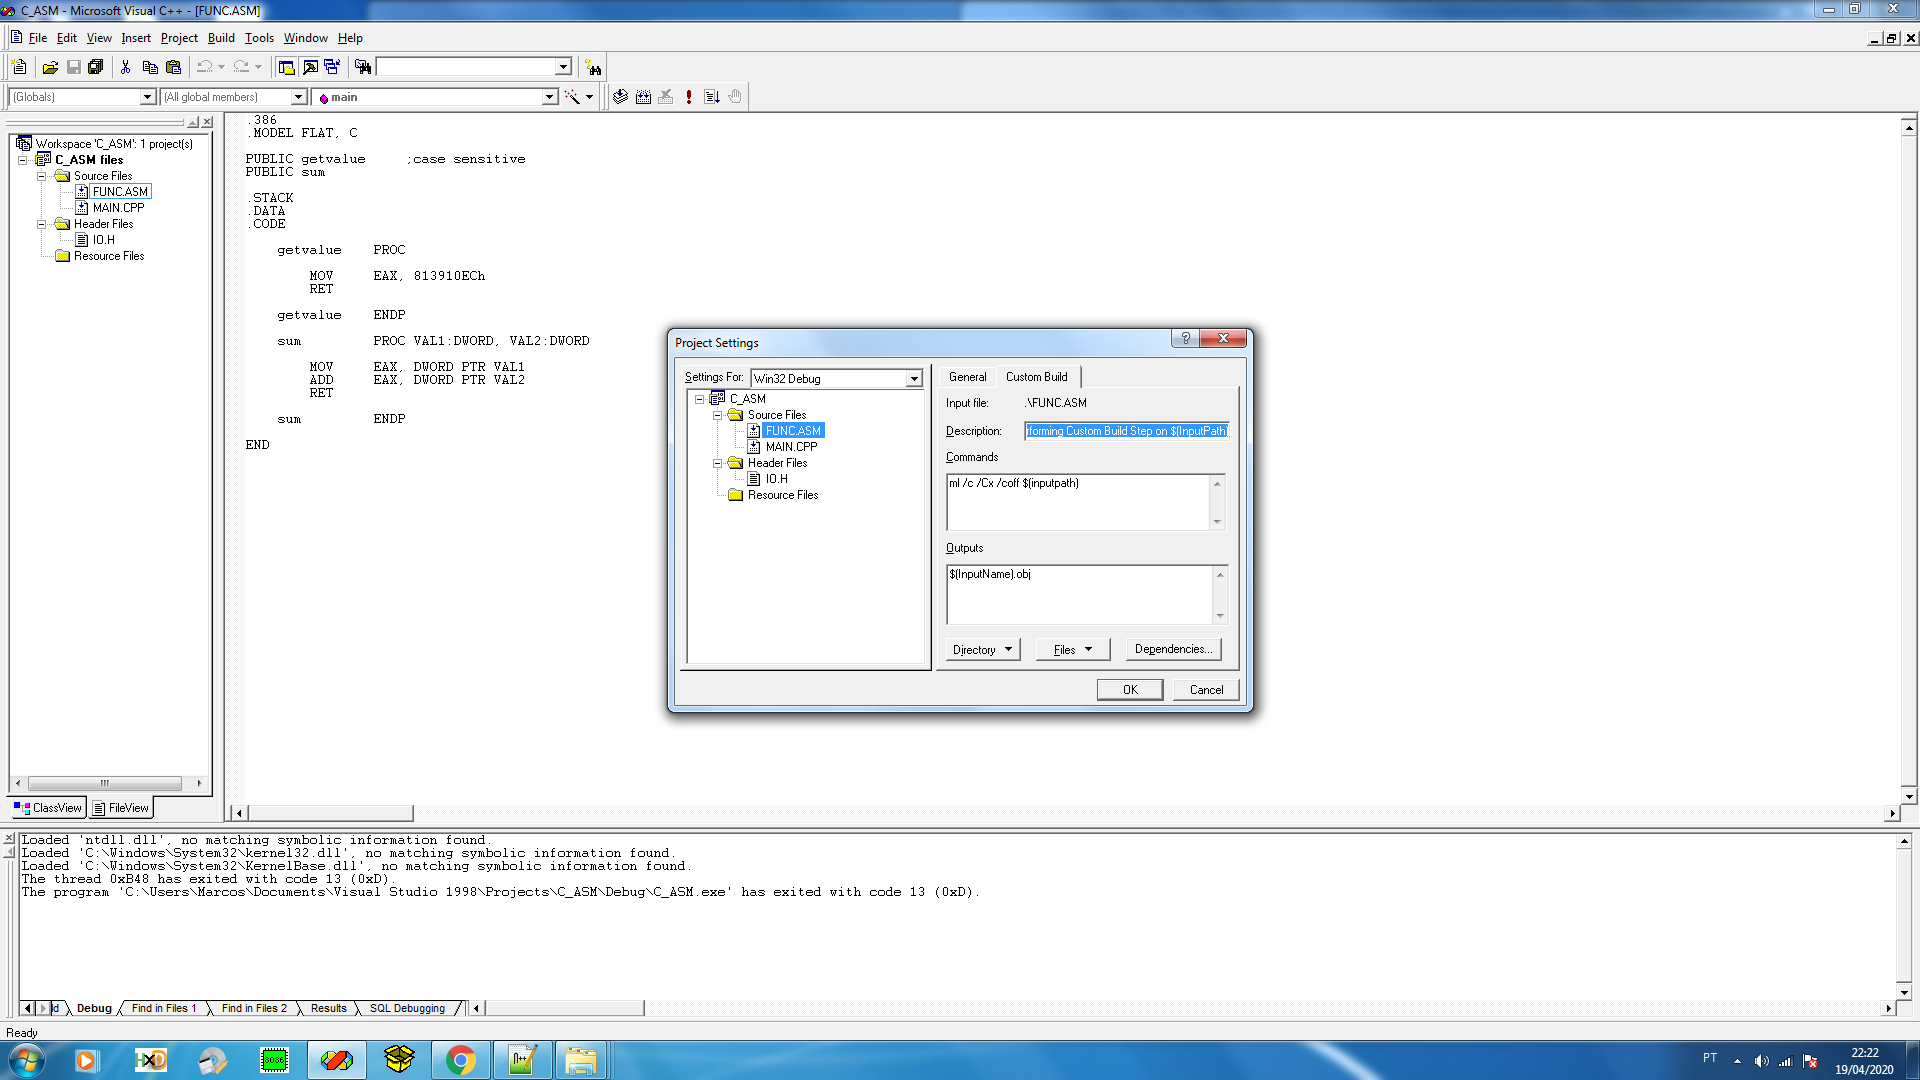 C_ASM - Microsoft Visual C++ - [FUNC.ASM]
File Edit View Insert Project Build Tools Window Help
(Globals) (All global members) main
Workspace 'C_ASM': 1 project(s)
C_ASM files
Source Files
FUNC.ASM
MAIN.CPP
Header Files
IO.H
Resource Files
ClassView FileView
.386
.MODEL FLAT, C
PUBLIC getvalue ;case sensitive
PUBLIC sum
.STACK
.DATA
.CODE
getvalue PROC
MOV EAX, 813910ECh
RET
getvalue ENDP
sum PROC VAL1:DWORD, VAL2:DWORD
MOV EAX, DWORD PTR VAL1
ADD EAX, DWORD PTR VAL2
RET
sum ENDP
END
Project Settings
Settings For: Win32 Debug
C_ASM
Source Files
FUNC.ASM
MAIN.CPP
Header Files
IO.H
Resource Files
General Custom Build
Input file: .\FUNC.ASM
Description: rforming Custom Build Step on $(InputPath)
Commands
ml /c /Cx /coff $(inputpath)
Outputs
$(InputName).obj
Directory Files Dependencies...
OK Cancel
Loaded 'ntdll.dll', no matching symbolic information found.
Loaded 'C:\Windows\System32\kernel32.dll', no matching symbolic information found.
Loaded 'C:\Windows\System32\KernelBase.dll', no matching symbolic information found.
The thread 0xB48 has exited with code 13 (0xD).
The program 'C:\Users\Marcos\Documents\Visual Studio 1998\Projects\C_ASM\Debug\C_ASM.exe' has exited with code 13 (0xD).
ld Debug Find in Files 1 Find in Files 2 Results SQL Debugging
Ready
HXD
8086
PT
22:22
19/04/2020